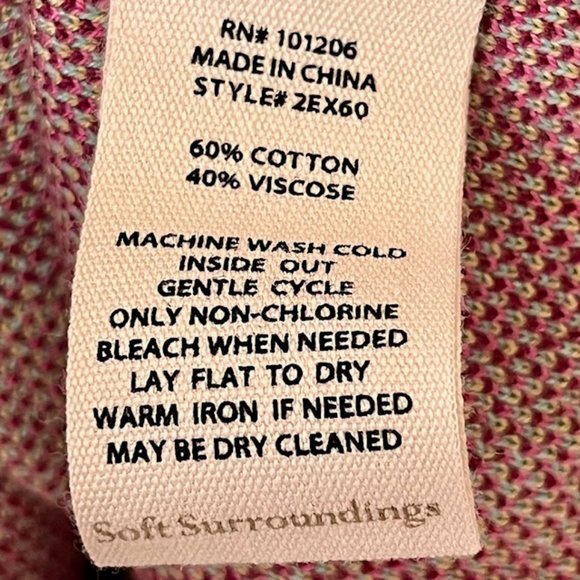 RN# 101206
MADE IN CHINA
STYLE# 2EX60
60% COTTON
40% VISCOSE
MACHINE WASH COLD
INSIDE OUT
GENTLE CYCLE
ONLY NON-CHLORINE
BLEACH WHEN NEEDED
LAY FLAT TO DRY
WARM IRON IF NEEDED
MAY BE DRY CLEANED
Soft Surroundings